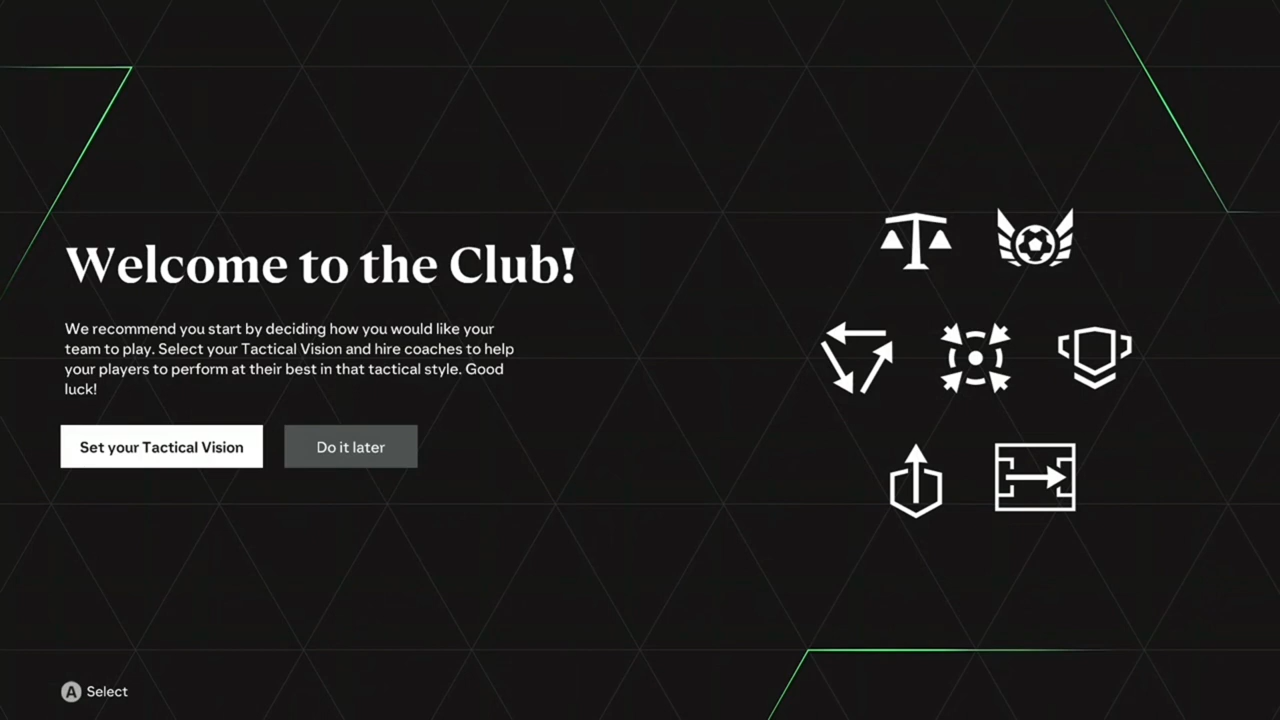 Welcome to the Club!
We recommend you start by deciding how you would like your
team to play. Select your Tactical Vision and hire coaches to help
your players to perform at their best in that tactical style. Good
luck!
Set your Tactical Vision
Do it later
A Select